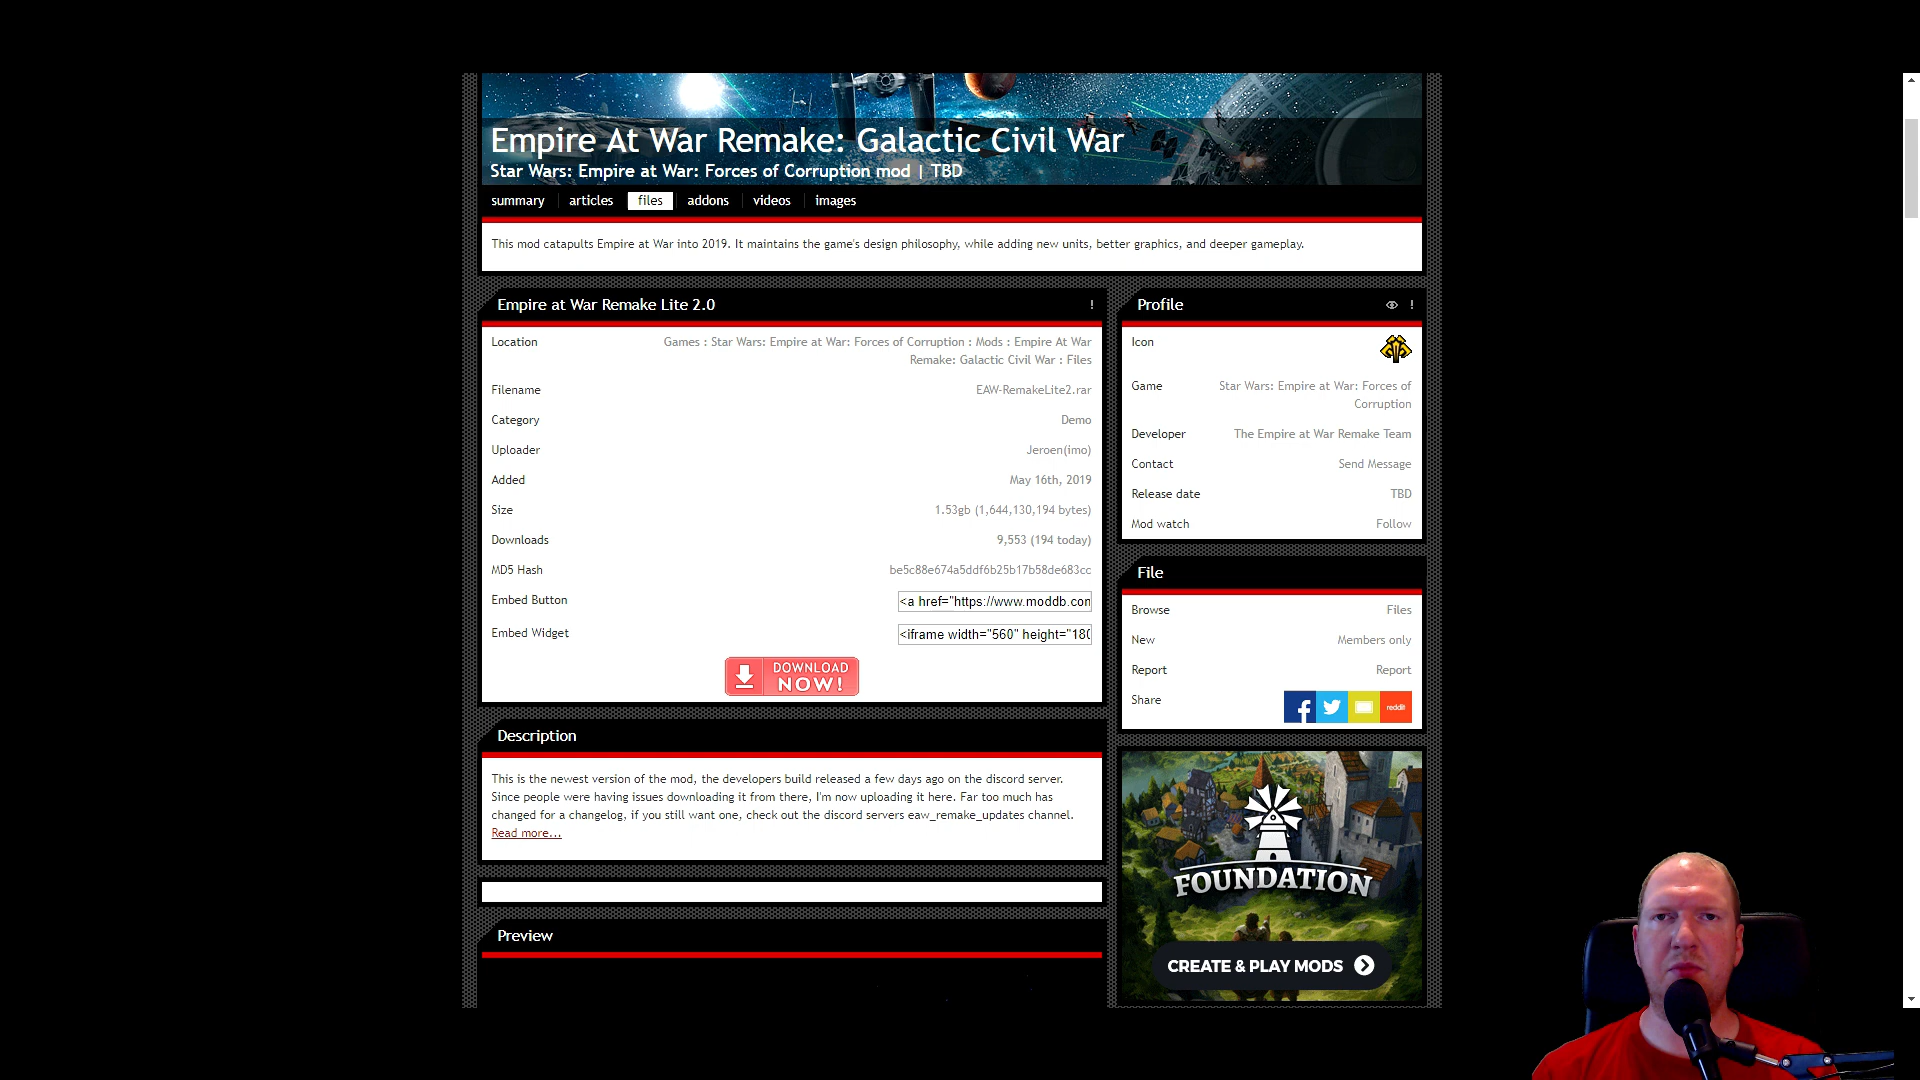 Empire At War Remake: Galactic Civil War
Star Wars: Empire at War: Forces of Corruption mod | TBD
summary articles files addons videos images
This mod catapults Empire at War into 2019. It maintains the game's design philosophy, while adding new units, better graphics, and deeper gameplay.
Empire at War Remake Lite 2.0 !
Location Games : Star Wars: Empire at War: Forces of Corruption : Mods : Empire At War
Remake: Galactic Civil War : Files
Filename EAW-RemakeLite2.rar
Category Demo
Uploader Jeroen(imo)
Added May 16th, 2019
Size 1.53gb (1,644,130,194 bytes)
Downloads 9,553 (194 today)
MD5 Hash be5c88e674a5ddf6b25b17b58de683cc
Embed Button <a href="https://www.moddb.con
Embed Widget <iframe width="560" height="180
DOWNLOAD
NOW!
Description
This is the newest version of the mod, the developers build released a few days ago on the discord server.
Since people were having issues downloading it from there, I'm now uploading it here. Far too much has
changed for a changelog, if you still want one, check out the discord servers eaw_remake_updates channel.
Read more...
Preview
Profile !
Icon
Game Star Wars: Empire at War: Forces of
Corruption
Developer The Empire at War Remake Team
Contact Send Message
Release date TBD
Mod watch Follow
File
Browse Files
New Members only
Report Report
Share reddit
FOUNDATION
CREATE & PLAY MODS